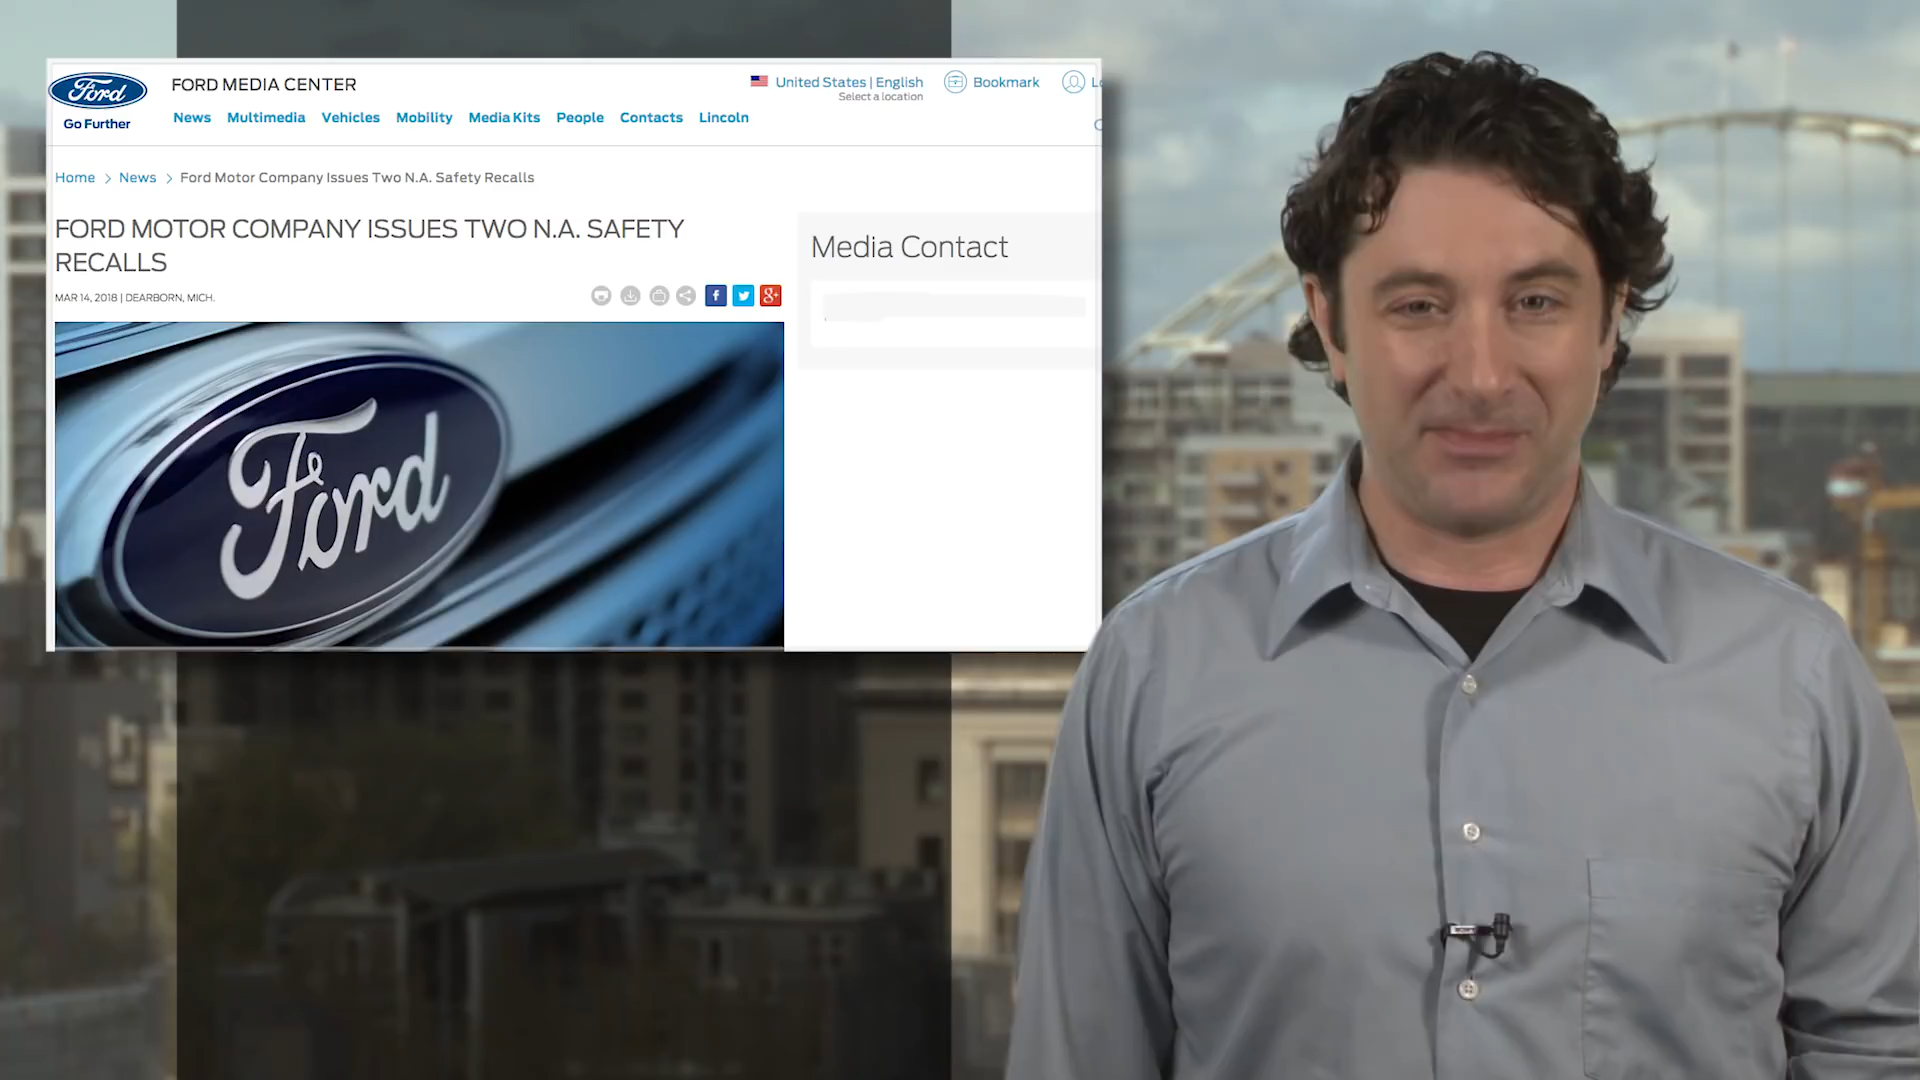 Ford
Go Further
FORD MEDIA CENTER
United States | English
Select a location
Bookmark
News Multimedia Vehicles Mobility Media Kits People Contacts Lincoln
Home > News > Ford Motor Company Issues Two N.A. Safety Recalls
FORD MOTOR COMPANY ISSUES TWO N.A. SAFETY
RECALLS
MAR 14, 2018 | DEARBORN, MICH.
Media Contact
Ford
SONY